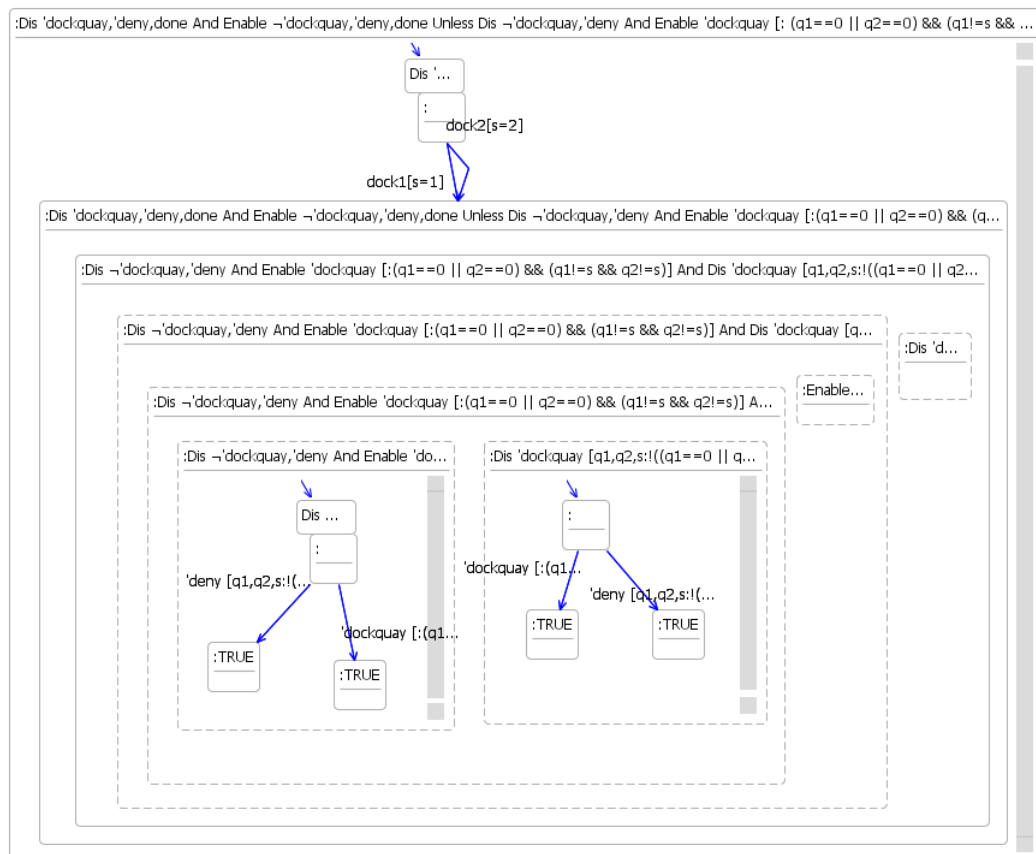 :Dis 'dockquay,'deny,done And Enable ¬'dockquay,'deny,done Unless Dis ¬'dockquay,'deny And Enable 'dockquay [: (q1==0 || q2==0) && (q1!=s && ...
Dis '...
:
dock2[s=2]
dock1[s=1]
:Dis 'dockquay,'deny,done And Enable ¬'dockquay,'deny,done Unless Dis ¬'dockquay,'deny And Enable 'dockquay [:(q1==0 || q2==0) && (q...
:Dis ¬'dockquay,'deny And Enable 'dockquay [:(q1==0 || q2==0) && (q1!=s && q2!=s)] And Dis 'dockquay [q1,q2,s:!((q1==0 || q2...
:Dis ¬'dockquay,'deny And Enable 'dockquay [:(q1==0 || q2==0) && (q1!=s && q2!=s)] And Dis 'dockquay [q...
:Dis 'd...
:Enable...
:Dis ¬'dockquay,'deny And Enable 'dockquay [:(q1==0 || q2==0) && (q1!=s && q2!=s)] A...
:Dis ¬'dockquay,'deny And Enable 'do...
:Dis 'dockquay [q1,q2,s:!((q1==0 || q...
Dis ...
:
:
'deny [q1,q2,s:!(...
'dockquay [:(q1...
'dockquay [:(q1...
'deny [q1,q2,s:!(...
:TRUE
:TRUE
:TRUE
:TRUE